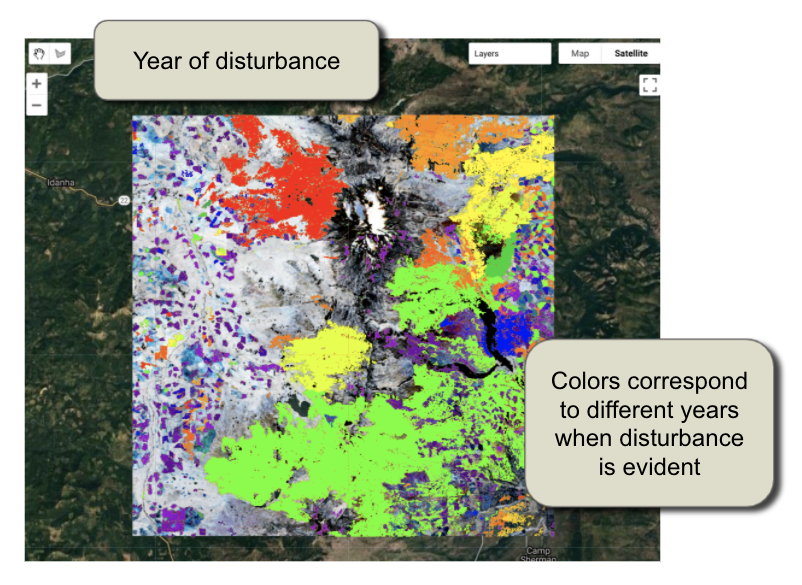 Year of disturbance
Layers
Map
Satellite
+
−
Idanha
22
Colors correspond
to different years
when disturbance
is evident
Camp
Sherman